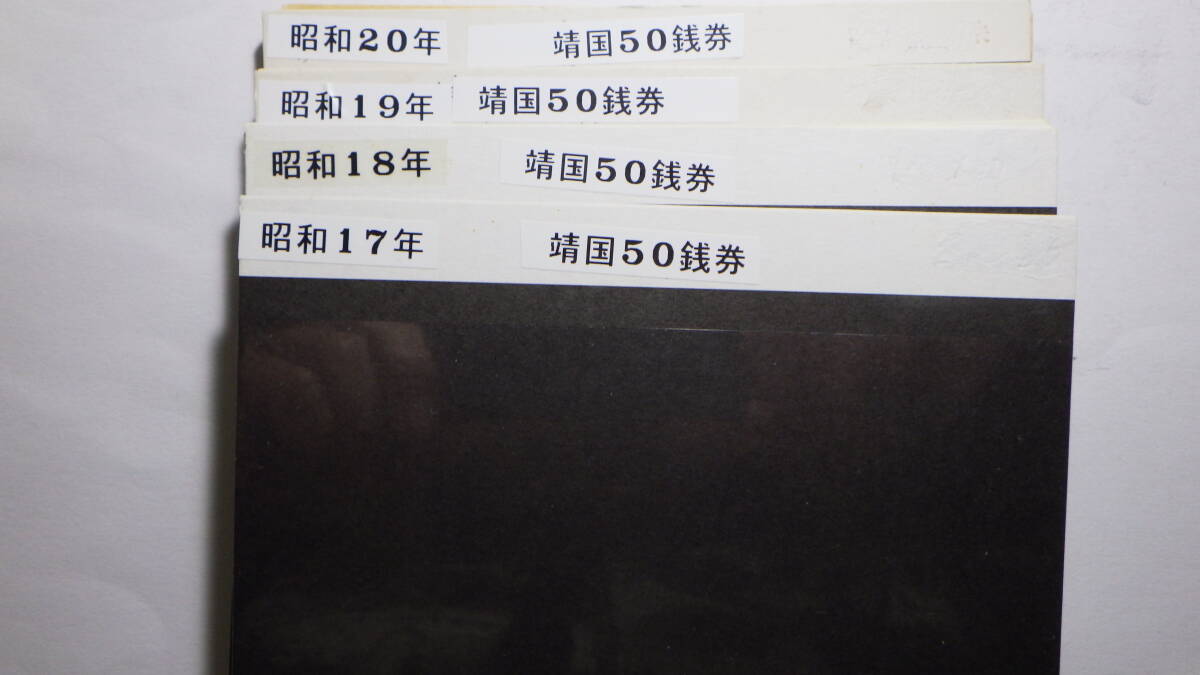 昭和20年 靖国50銭券
昭和19年 靖国50銭券
昭和18年 靖国50銭券
昭和17年 靖国50銭券